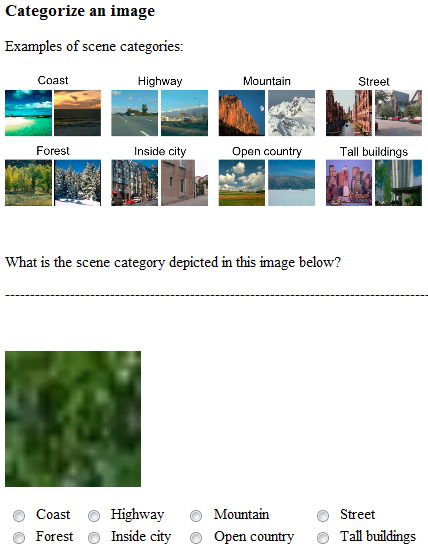 Categorize an image
Examples of scene categories:
Coast Highway Mountain Street
Forest Inside city Open country Tall buildings
What is the scene category depicted in this image below?
Coast Highway Mountain Street
Forest Inside city Open country Tall buildings